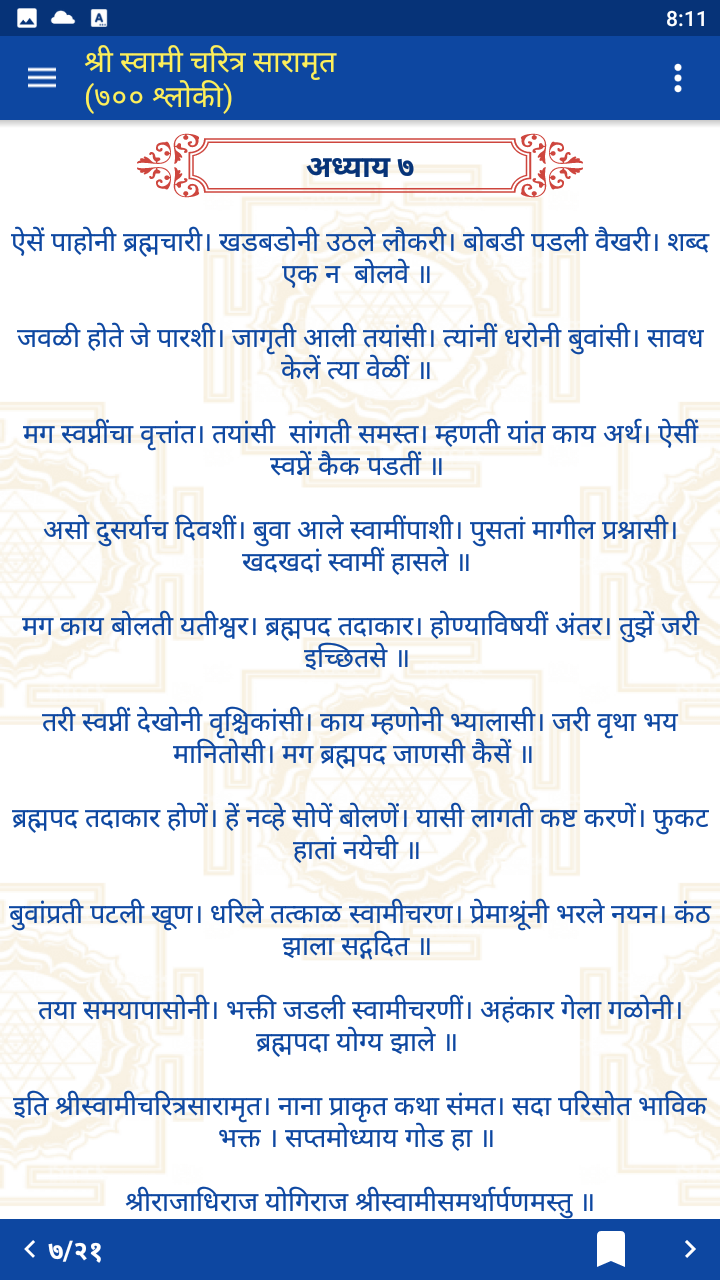 8:11
श्री स्वामी चरित्र सारामृत
(७०० श्लोकी)
अध्याय ७
ऐसें पाहोनी ब्रह्मचारी। खडबडोनी उठले लौकरी। बोबडी पडली वैखरी। शब्द
एक न बोलवे ॥
जवळी होते जे पारशी। जागृती आली तयांसी। त्यांनीं धरोनी बुवांसी। सावध
केलें त्या वेळीं ॥
मग स्वप्नींचा वृत्तांत। तयांसी सांगती समस्त। म्हणती यांत काय अर्थ। ऐसीं
स्वप्नें कैक पडतीं ॥
असो दुसर्याच दिवशीं। बुवा आले स्वामींपाशी। पुसतां मागील प्रश्नासी।
खदखदां स्वामीं हासले ॥
मग काय बोलती यतीश्वर। ब्रह्मपद तदाकार। होण्याविषयीं अंतर। तुझें जरी
इच्छितसे ॥
तरी स्वप्नीं देखोनी वृश्चिकांसी। काय म्हणोनी भ्यालासी। जरी वृथा भय
मानितोसी। मग ब्रह्मपद जाणसी कैसें ॥
ब्रह्मपद तदाकार होणें। हें नव्हे सोपें बोलणें। यासी लागती कष्ट करणें। फुकट
हातां नयेची ॥
बुवांप्रती पटली खूण। धरिले तत्काळ स्वामीचरण। प्रेमाश्रूंनी भरले नयन। कंठ
झाला सद्गदित ॥
तया समयापासोनी। भक्ती जडली स्वामीचरणीं। अहंकार गेला गळोनी।
ब्रह्मपदा योग्य झाले ॥
इति श्रीस्वामीचरित्रसारामृत। नाना प्राकृत कथा संमत। सदा परिसोत भाविक
भक्त । सप्तमोध्याय गोड हा ॥
श्रीराजाधिराज योगिराज श्रीस्वामीसमर्थार्पणमस्तु ॥
७/२१